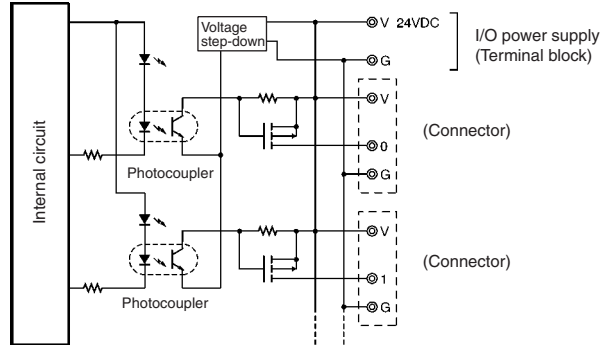 Internal circuit
Voltage
step-down
V 24VDC
G
I/O power supply
(Terminal block)
V
0
G
(Connector)
Photocoupler
V
1
G
(Connector)
Photocoupler